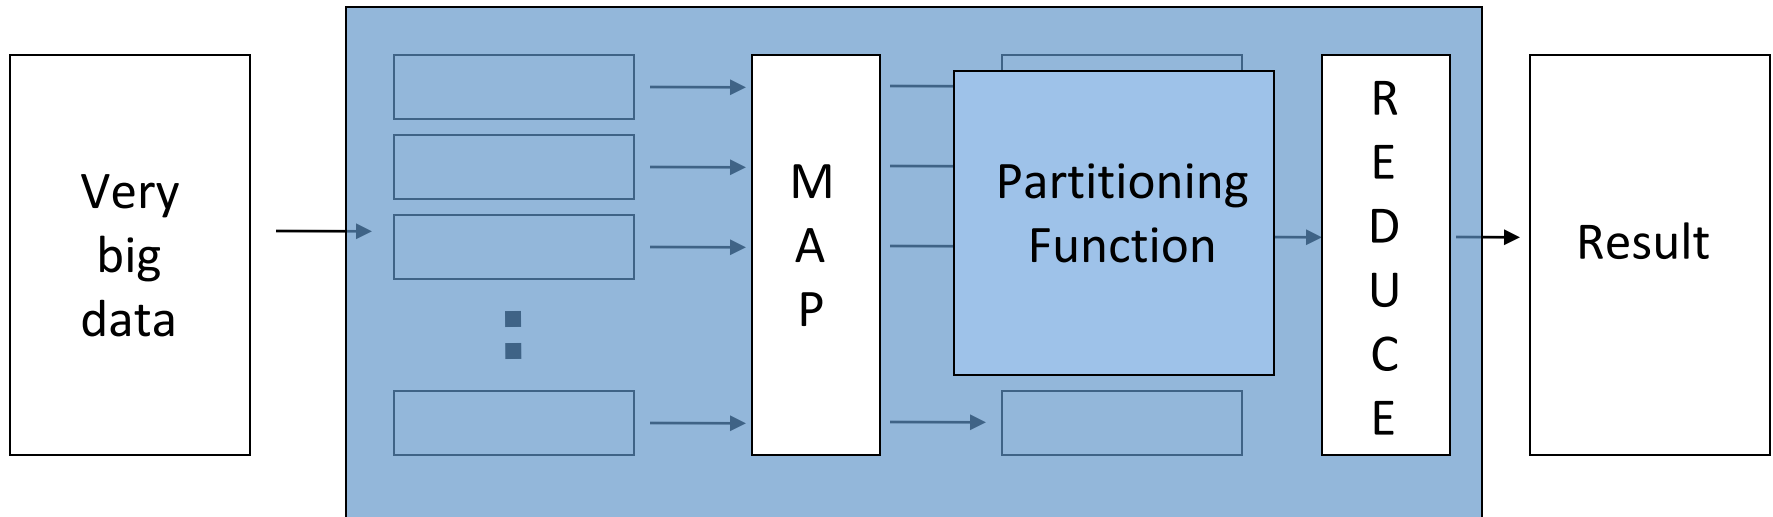 Very
big
data
M
A
P
Partitioning
Function
R
E
D
U
C
E
Result